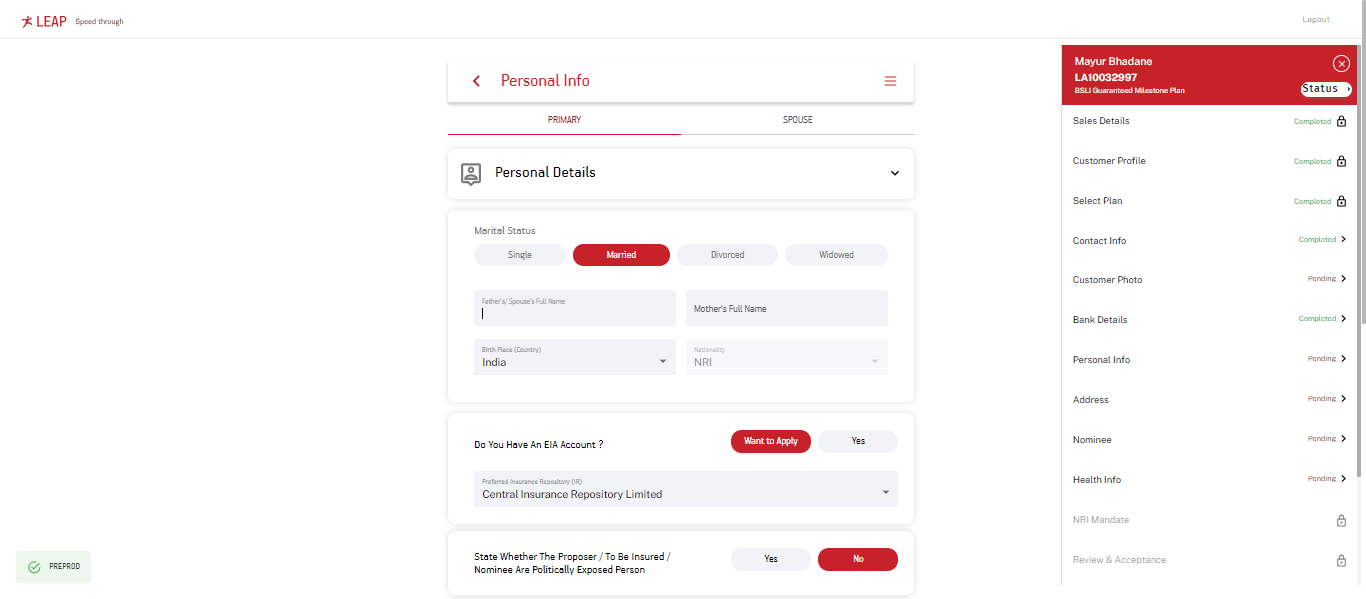 LEAP Speed through
Logout
Personal Info
PRIMARY
SPOUSE
Personal Details
Marital Status
Single
Married
Divorced
Widowed
Father's/ Spouse's Full Name
Mother's Full Name
Birth Place (Country)
India
Nationality
NRI
Do You Have An EIA Account ?
Want to Apply
Yes
Preferred Insurance Repository (IR)
Central Insurance Repository Limited
State Whether The Proposer / To Be Insured /
Nominee Are Politically Exposed Person
Yes
No
PREPROD
Mayur Bhadane
LA10032997
BSLI Guaranteed Milestone Plan
Status
Sales Details Completed
Customer Profile Completed
Select Plan Completed
Contact Info Completed
Customer Photo Pending
Bank Details Completed
Personal Info Pending
Address Pending
Nominee Pending
Health Info Pending
NRI Mandate
Review & Acceptance